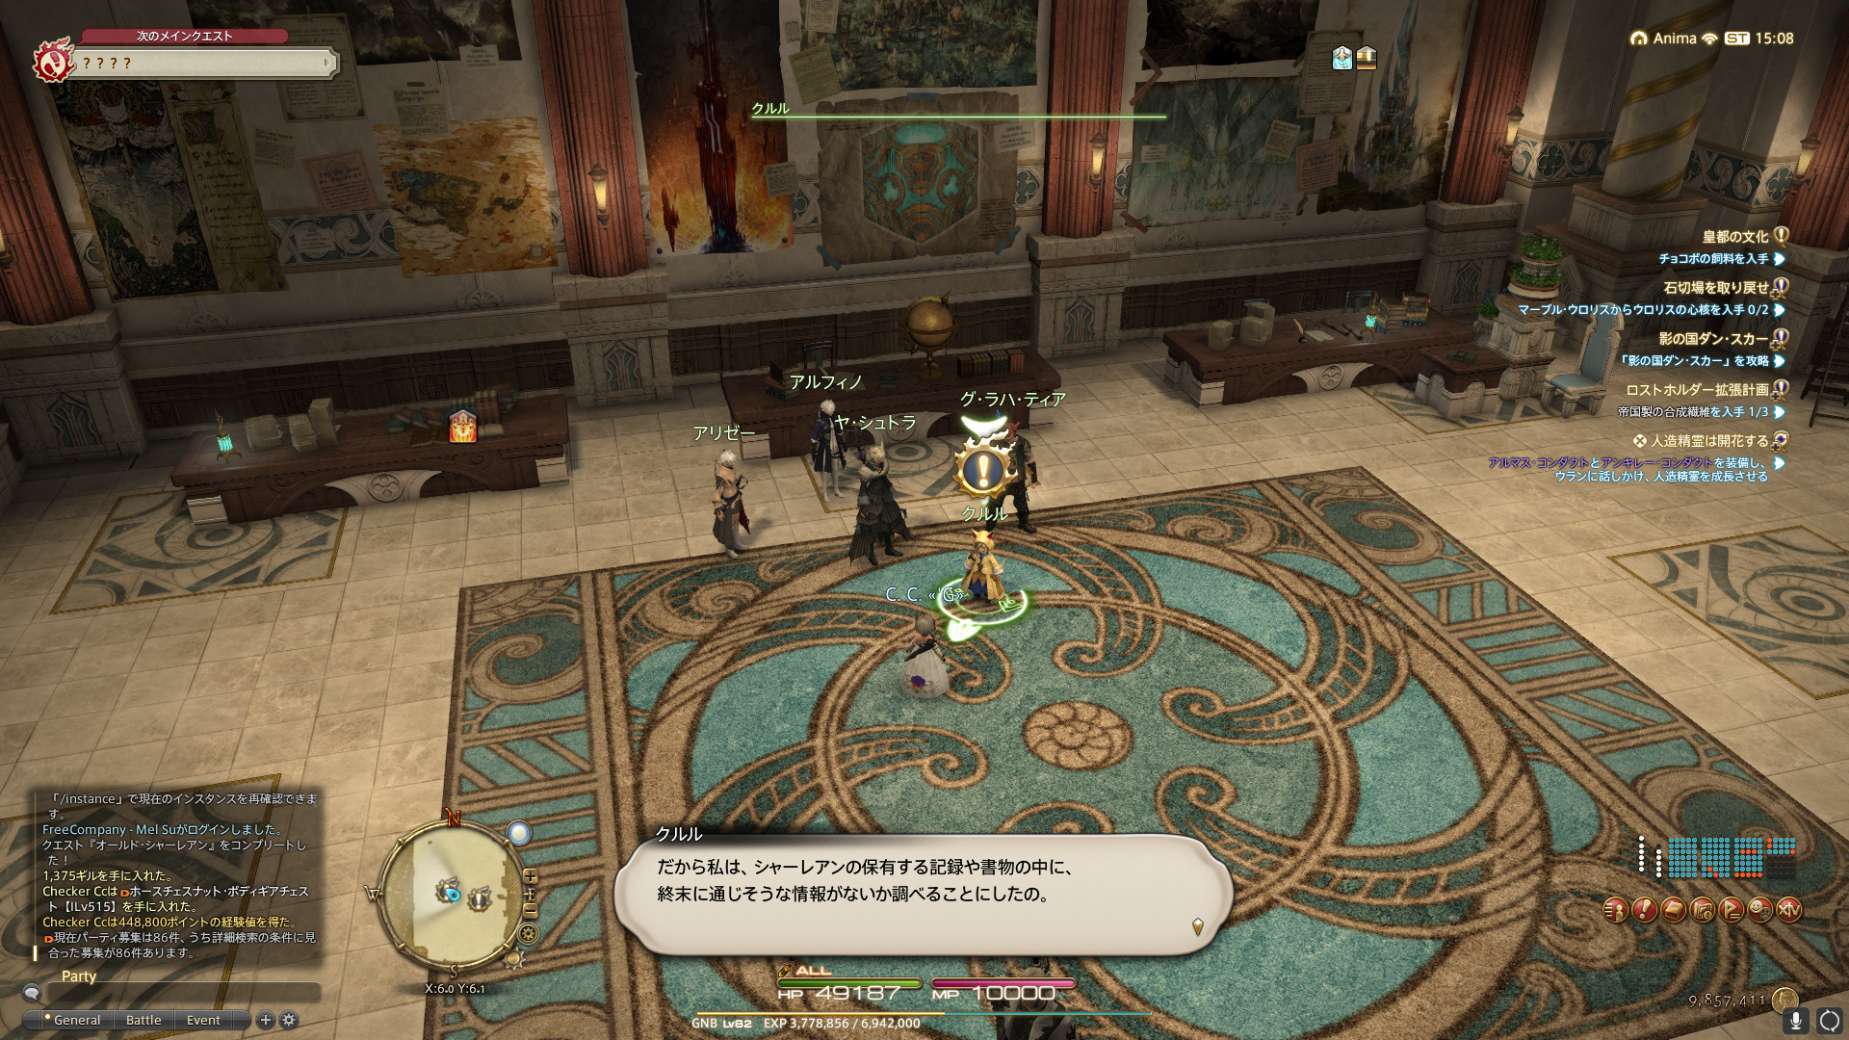 次のメインクエスト
????
クルル
Anima ST 15:08
皇都の文化
チョコボの飼料を入手
石切場を取り戻せ
マーブル・ウロリスからウロリスの心核を入手 0/2
影の国ダン・スカー
「影の国ダン・スカー」を攻略
ロストホルダー拡張計画
帝国製の合成繊維を入手 1/3
人造精霊は開花する
アルマス・コンダクトとアンキレー・コンダクトを装備し、
ウランに話しかけ、人造精霊を成長させる
アルフィノ
グ・ラハ・ティア
ヤ・シュトラ
アリゼー
クルル
C. C. «'G'»
「/instance」で現在のインスタンスを再確認できま
す。
FreeCompany - Mel Suがログインしました。
クエスト『オールド・シャーレアン』をコンプリートし
た！
1,375ギルを手に入れた。
Checker Ccは ホースチェスナット・ボディギアチェス
ト【ILv515】を手に入れた。
Checker Ccは448,800ポイントの経験値を得た。
現在パーティ募集は86件、うち詳細検索の条件に見
合った募集が86件あります。
Party
General Battle Event
N
W
S
X:6.0 Y:6.1
クルル
だから私は、シャーレアンの保有する記録や書物の中に、
終末に通じそうな情報がないか調べることにしたの。
ALL
HP 49187 MP 10000
GNB Lv82 EXP 3,778,856 / 6,942,000
XIV
9,857,411